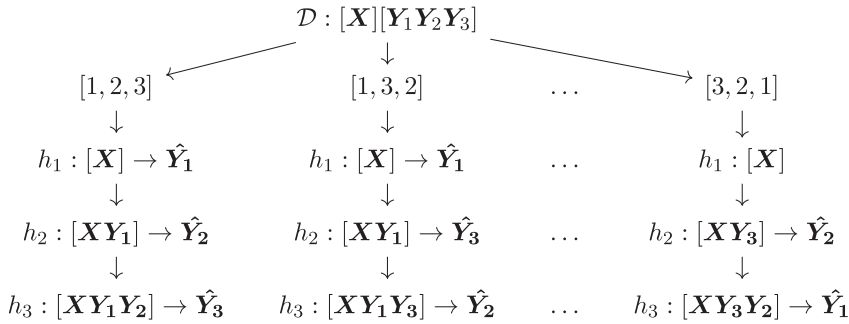 𝒟 : [X][Y₁Y₂Y₃]
[1, 2, 3] [1, 3, 2] ... [3, 2, 1]
h₁ : [X] → Ŷ₁ h₁ : [X] → Ŷ₁ ... h₁ : [X]
h₂ : [XY₁] → Ŷ₂ h₂ : [XY₁] → Ŷ₃ ... h₂ : [XY₃] → Ŷ₂
h₃ : [XY₁Y₂] → Ŷ₃ h₃ : [XY₁Y₃] → Ŷ₂ ... h₃ : [XY₃Y₂] → Ŷ₁